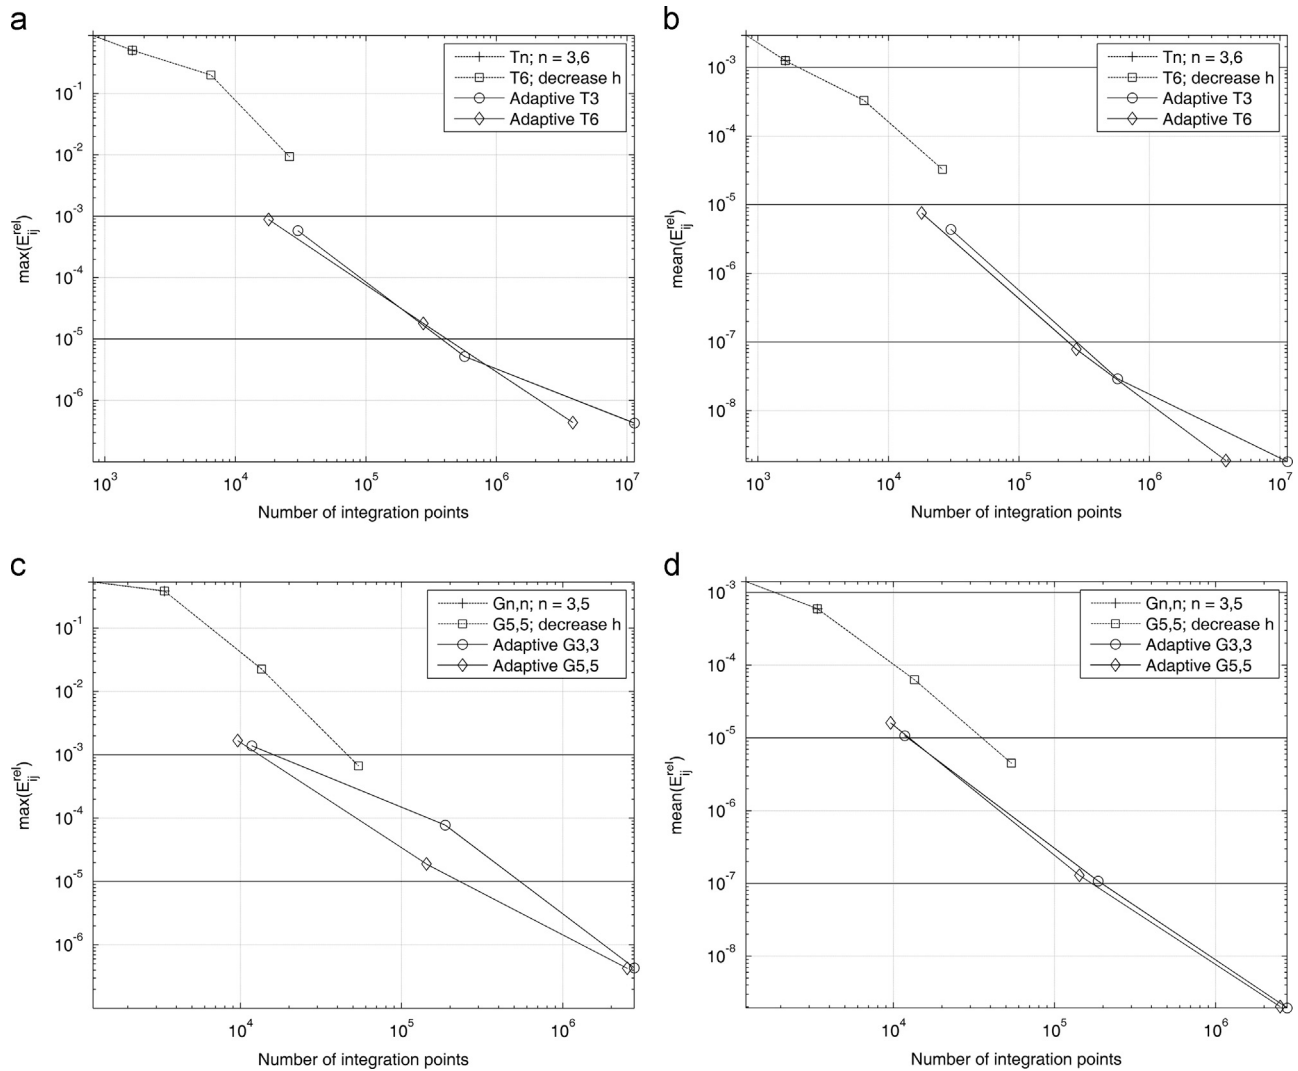 a
Tn; n = 3,6
T6; decrease h
Adaptive T3
Adaptive T6
10^-1
10^-2
10^-3
10^-4
10^-5
10^-6
max(E_ij^rel)
10^3 10^4 10^5 10^6 10^7
Number of integration points
b
Tn; n = 3,6
T6; decrease h
Adaptive T3
Adaptive T6
10^-3
10^-4
10^-5
10^-6
10^-7
10^-8
mean(E_ij^rel)
10^3 10^4 10^5 10^6 10^7
Number of integration points
c
Gn,n; n = 3,5
G5,5; decrease h
Adaptive G3,3
Adaptive G5,5
10^-1
10^-2
10^-3
10^-4
10^-5
10^-6
max(E_ij^rel)
10^4 10^5 10^6
Number of integration points
d
Gn,n; n = 3,5
G5,5; decrease h
Adaptive G3,3
Adaptive G5,5
10^-3
10^-4
10^-5
10^-6
10^-7
10^-8
mean(E_ij^rel)
10^4 10^5 10^6
Number of integration points